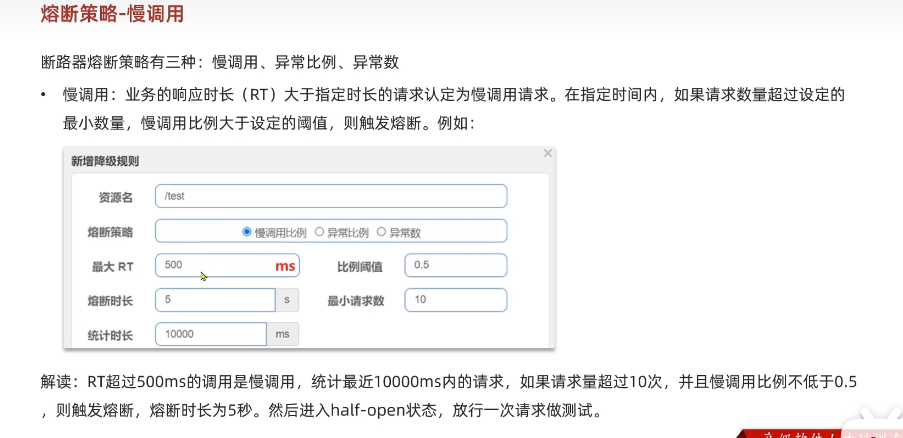 熔断策略-慢调用
断路器熔断策略有三种：慢调用、异常比例、异常数
• 慢调用：业务的响应时长（RT）大于指定时长的请求认定为慢调用请求。在指定时间内，如果请求数量超过设定的
最小数量，慢调用比例大于设定的阈值，则触发熔断。例如：
新增降级规则
资源名 /test
熔断策略 慢调用比例 异常比例 异常数
最大 RT 500 ms 比例阈值 0.5
熔断时长 5 s 最小请求数 10
统计时长 10000 ms
解读：RT超过500ms的调用是慢调用，统计最近10000ms内的请求，如果请求量超过10次，并且慢调用比例不低于0.5
，则触发熔断，熔断时长为5秒。然后进入half-open状态，放行一次请求做测试。